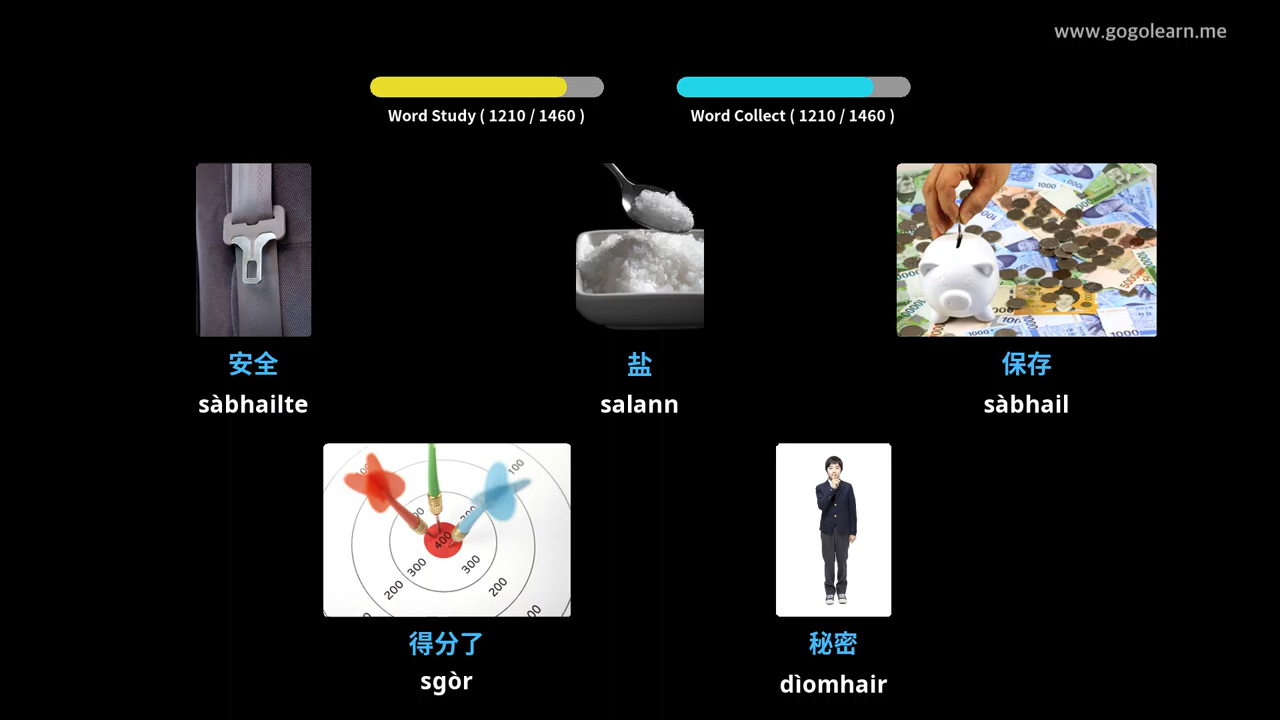 www.gogolearn.me
Word Study ( 1210 / 1460 )
Word Collect ( 1210 / 1460 )
安全
盐
保存
sàbhailte
salann
sàbhail
得分了
秘密
sgòr
dìomhair